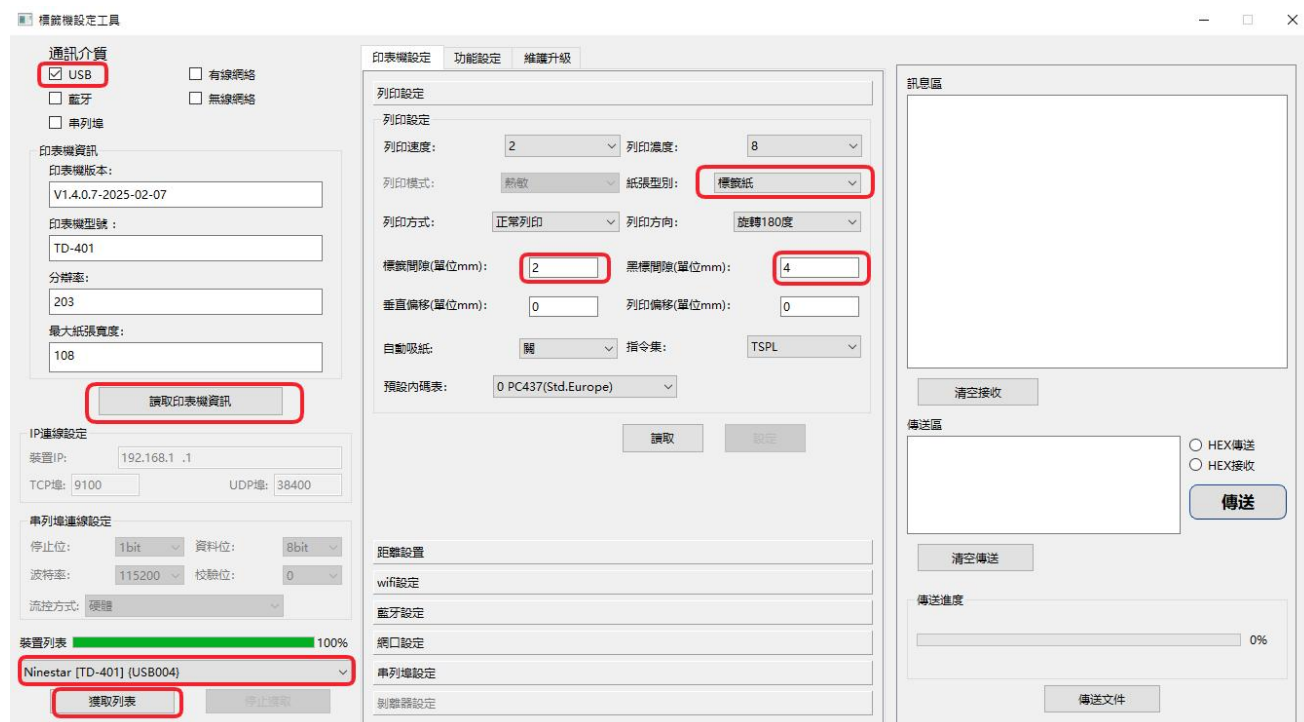 標籤機設定工具
通訊介質
USB
有線網絡
藍牙
無線網絡
串列埠
印表機資訊
印表機版本:
V1.4.0.7-2025-02-07
印表機型號 :
TD-401
分辯率:
203
最大紙張寬度:
108
讀取印表機資訊
IP連線設定
裝置IP: 192.168.1 .1
TCP埠: 9100 UDP埠: 38400
串列埠連線設定
停止位: 1bit 資料位: 8bit
波特率: 115200 校驗位: 0
流控方式: 硬體
裝置列表 100%
Ninestar [TD-401] {USB004}
獲取列表 停止獲取
印表機設定 功能設定 維護升級
列印設定
列印設定
列印速度: 2 列印濃度: 8
列印模式: 熱敏 紙張型別: 標籤紙
列印方式: 正常列印 列印方向: 旋轉180度
標籤間隙(單位mm): 2 黑標間隙(單位mm): 4
垂直偏移(單位mm): 0 列印偏移(單位mm): 0
自動吸紙: 關 指令集: TSPL
預設內碼表: 0 PC437(Std.Europe)
讀取 設定
距離設置
wifi設定
藍牙設定
網口設定
串列埠設定
剝離器設定
訊息區
清空接收
傳送區
HEX傳送
HEX接收
傳送
清空傳送
傳送進度
0%
傳送文件